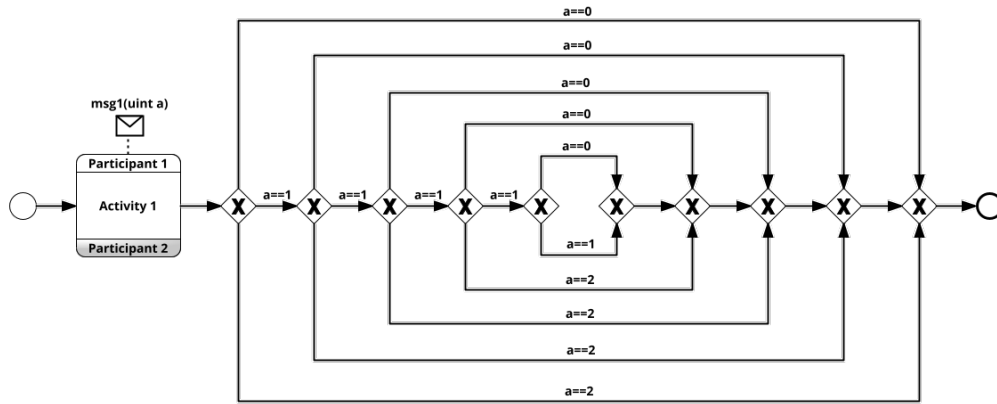 a==0
a==0
a==0
a==0
a==0
msg1(uint a)
Participant 1
Activity 1
Participant 2
a==1 a==1 a==1 a==1
X X X X X X X X X X
a==1
a==2
a==2
a==2
a==2